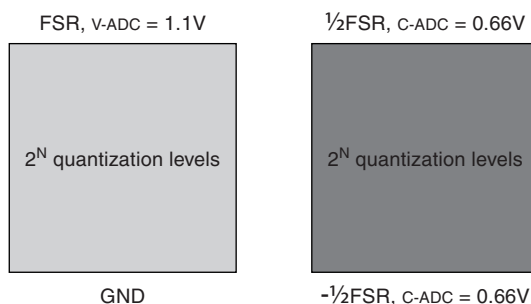 FSR, V-ADC = 1.1V
½FSR, C-ADC = 0.66V
2^N quantization levels
2^N quantization levels
GND
-½FSR, C-ADC = 0.66V